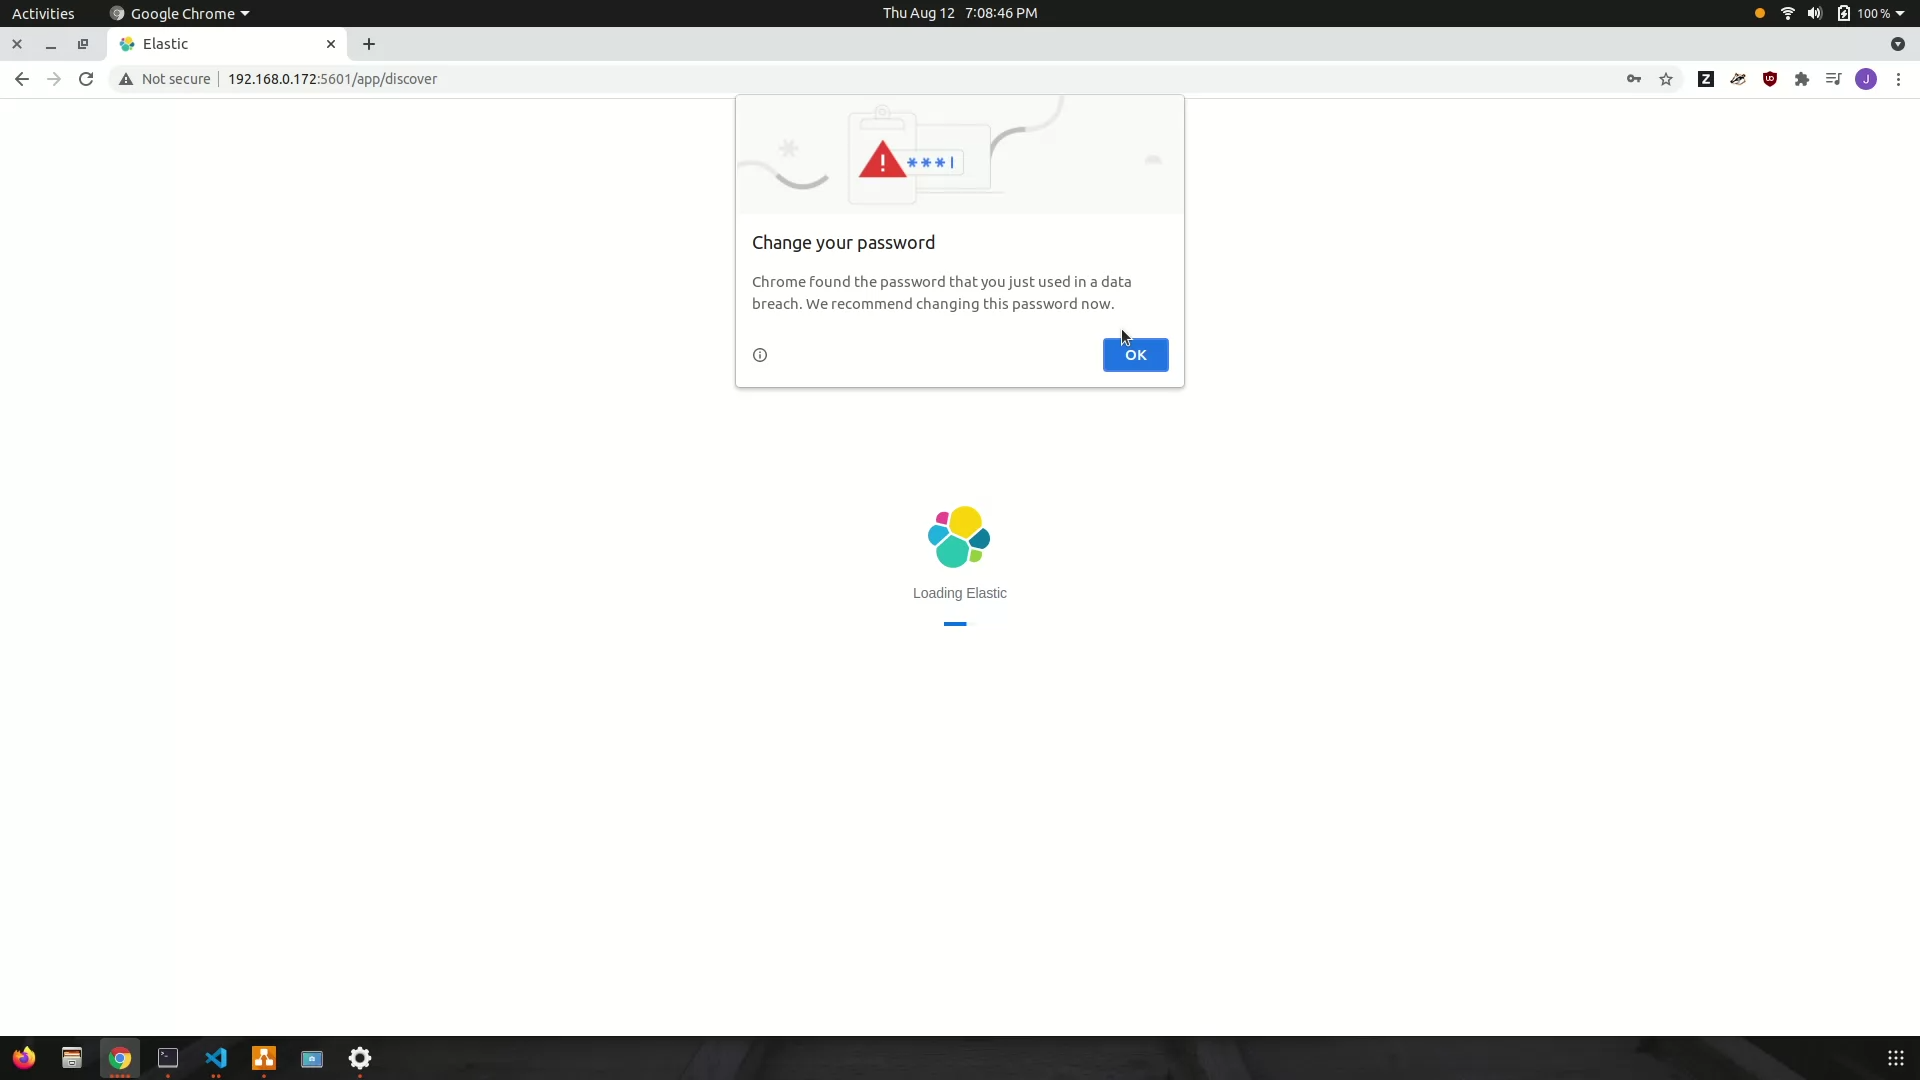 Activities
Google Chrome
Thu Aug 12 7:08:46 PM
100 %
Elastic
Not secure
192.168.0.172:5601/app/discover
Z
J
***
Change your password
Chrome found the password that you just used in a data
breach. We recommend changing this password now.
OK
Loading Elastic